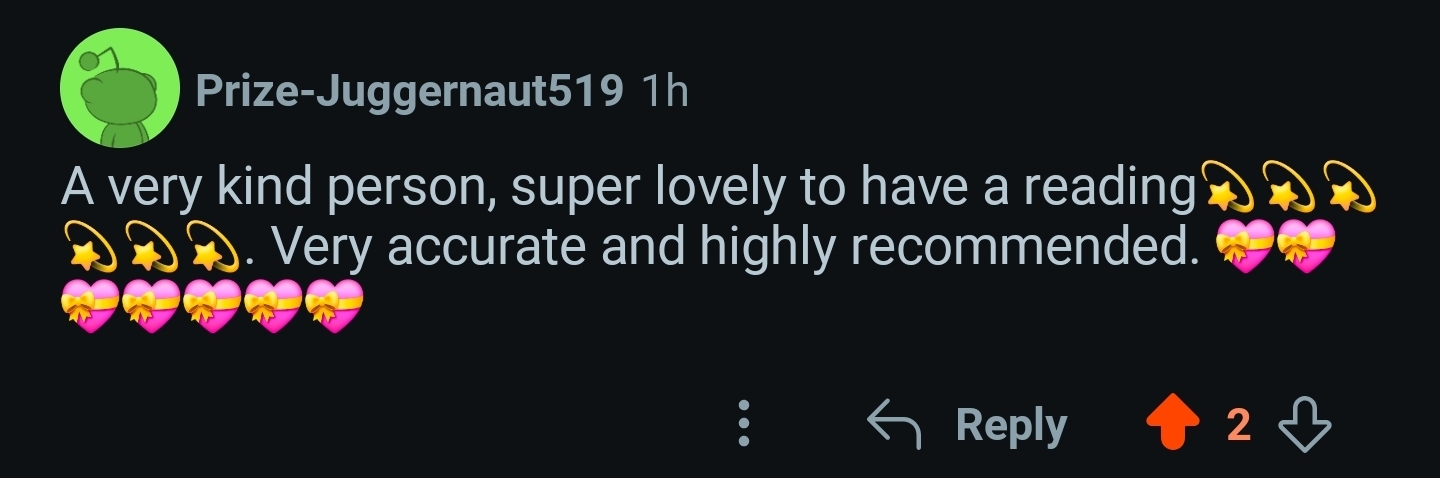 Prize-Juggernaut519 1h
A very kind person, super lovely to have a reading💫💫💫
💫💫💫. Very accurate and highly recommended. 💝💝
💝💝💝💝💝
Reply 2